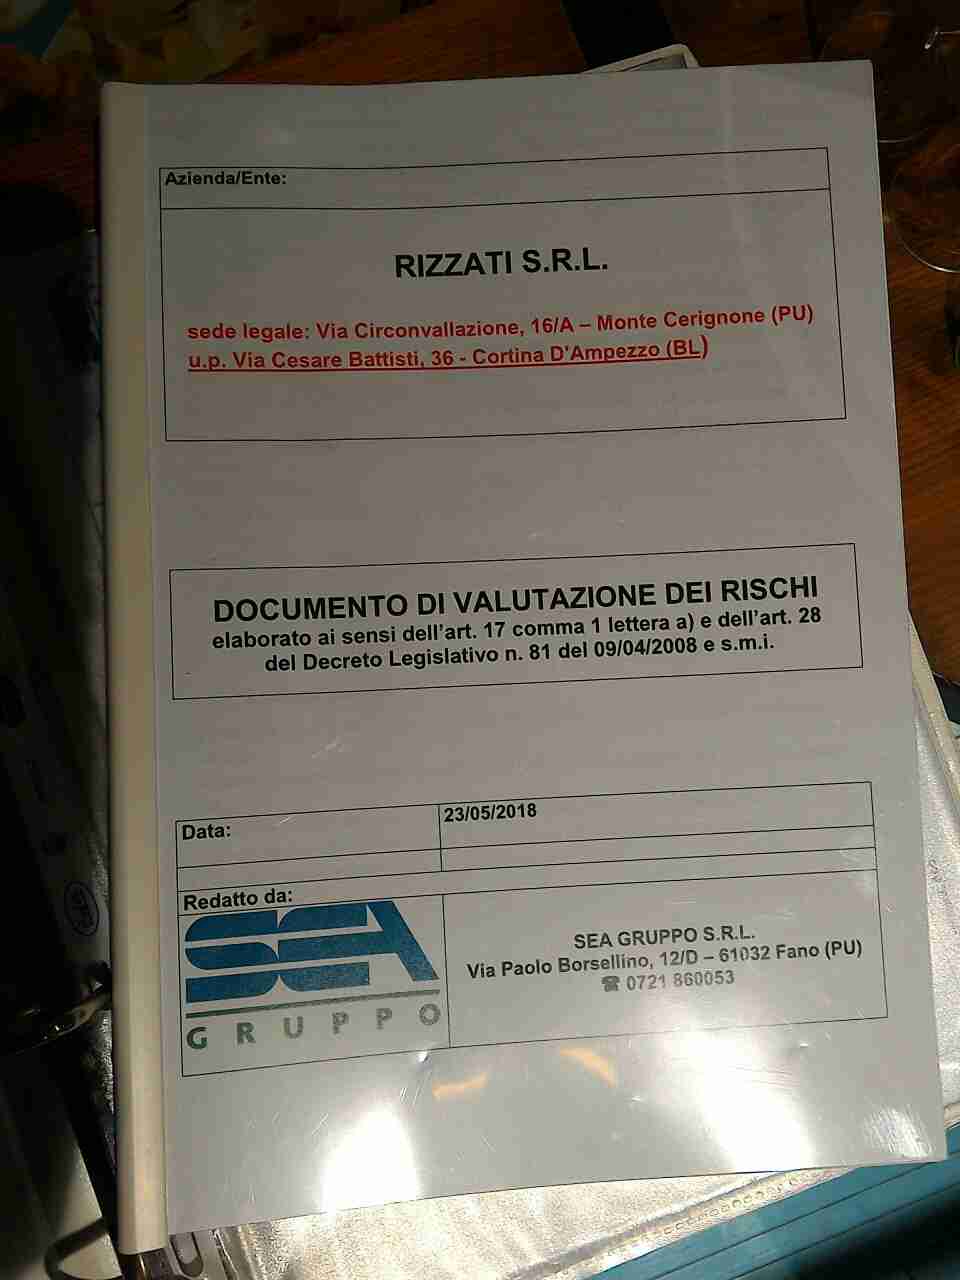 Azienda/Ente:
RIZZATI S.R.L.
sede legale: Via Circonvallazione, 16/A – Monte Cerignone (PU)
u.p. Via Cesare Battisti, 36 - Cortina D'Ampezzo (BL)
DOCUMENTO DI VALUTAZIONE DEI RISCHI
elaborato ai sensi dell'art. 17 comma 1 lettera a) e dell'art. 28
del Decreto Legislativo n. 81 del 09/04/2008 e s.m.i.
Data:
23/05/2018
Redatto da:
SEA
GRUPPO
SEA GRUPPO S.R.L.
Via Paolo Borsellino, 12/D – 61032 Fano (PU)
☎ 0721 860053